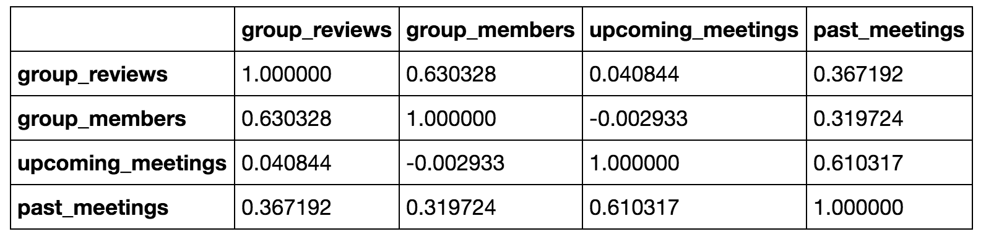 group_reviews group_members upcoming_meetings past_meetings
group_reviews 1.000000 0.630328 0.040844 0.367192
group_members 0.630328 1.000000 -0.002933 0.319724
upcoming_meetings 0.040844 -0.002933 1.000000 0.610317
past_meetings 0.367192 0.319724 0.610317 1.000000